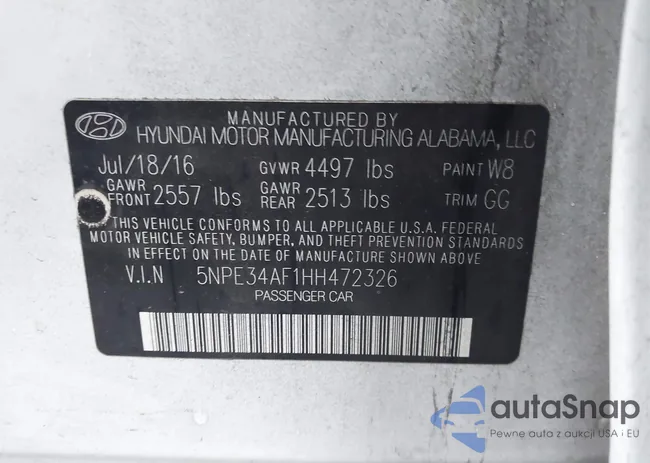 MANUFACTURED BY
HYUNDAI MOTOR MANUFACTURING ALABAMA, LLC
Jul/18/16 GVWR 4497 lbs PAINT W8
GAWR FRONT 2557 lbs GAWR REAR 2513 lbs TRIM GG
THIS VEHICLE CONFORMS TO ALL APPLICABLE U.S.A. FEDERAL
MOTOR VEHICLE SAFETY, BUMPER, AND THEFT PREVENTION
STANDARDS IN EFFECT ON THE DATE OF MANUFACTURE SHOWN ABOVE.
V.I.N 5NPE34AF1HH472326
PASSENGER CAR
autaSnap
Pewne auta z aukcji USA i EU